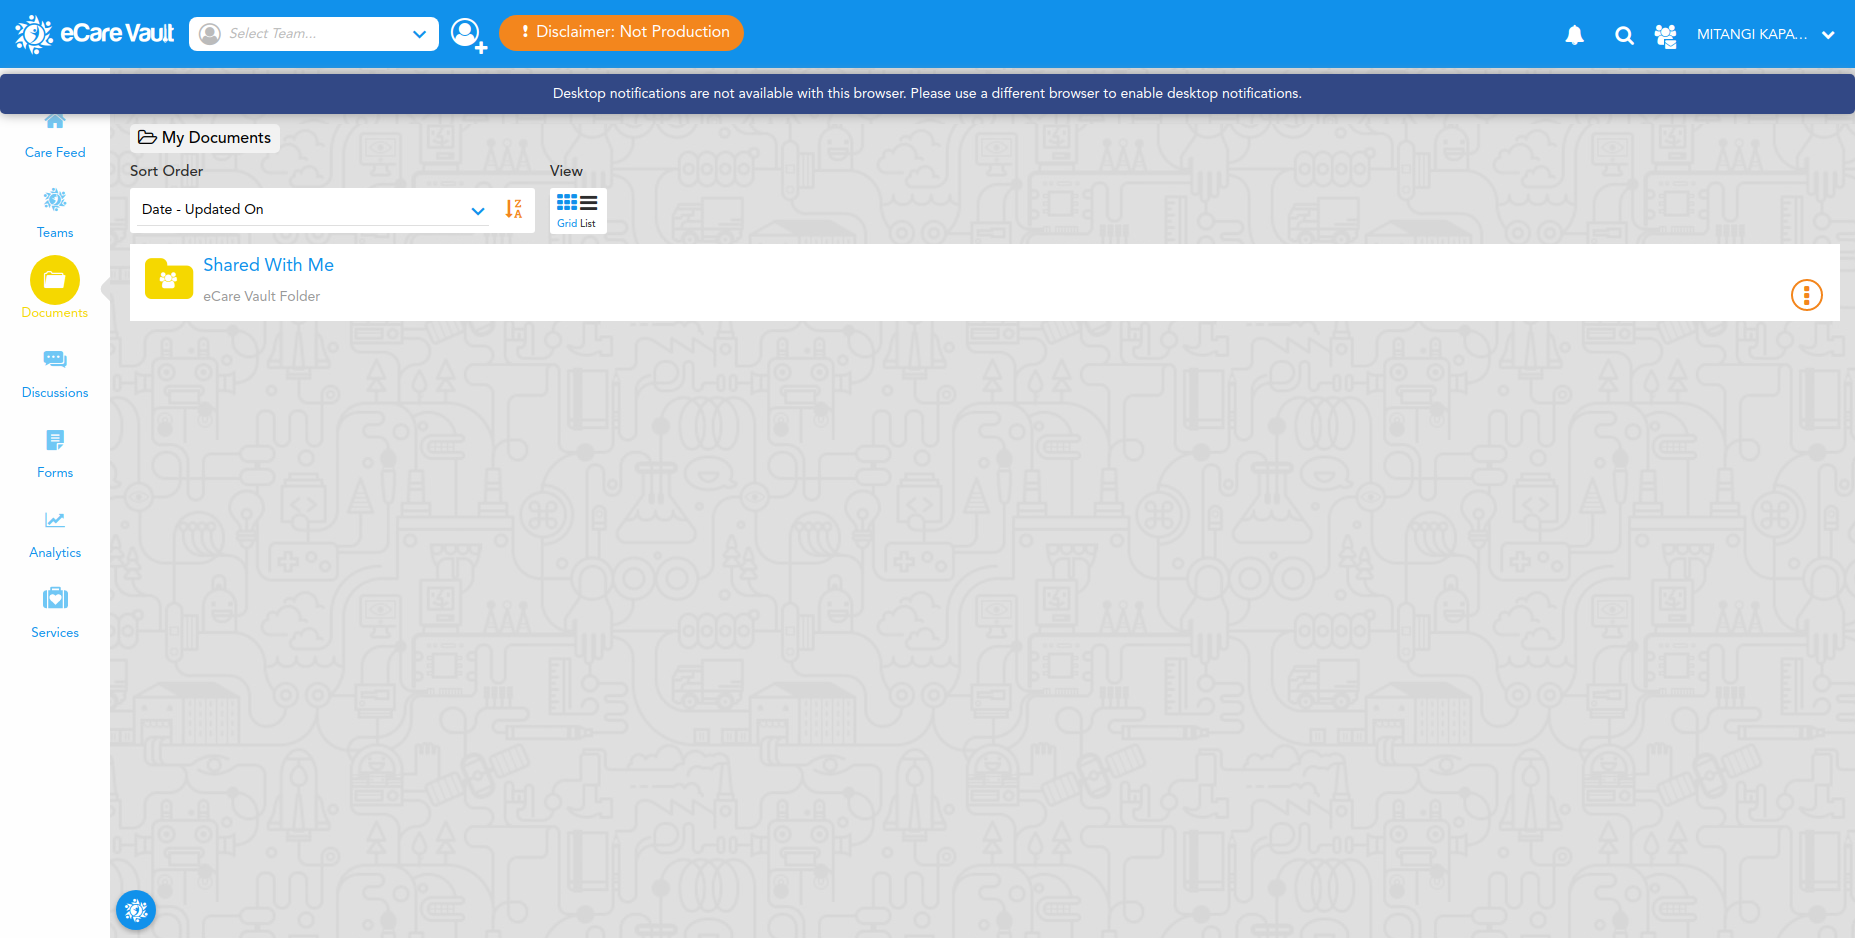 eCare Vault
Select Team...
! Disclaimer: Not Production
MITANGI KAPA...
Desktop notifications are not available with this browser. Please use a different browser to enable desktop notifications.
Care Feed
Teams
Documents
Discussions
Forms
Analytics
Services
My Documents
Sort Order
View
Date - Updated On
Z
A
Grid List
Shared With Me
eCare Vault Folder